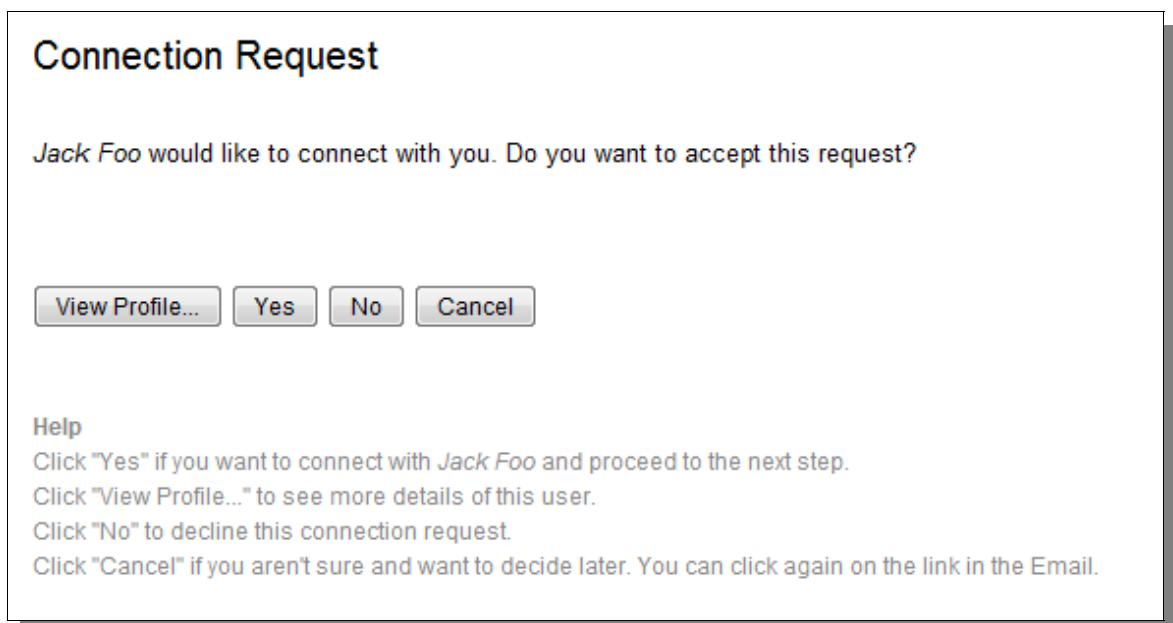 Connection Request
Jack Foo would like to connect with you. Do you want to accept this request?
View Profile... Yes No Cancel
Help
Click "Yes" if you want to connect with Jack Foo and proceed to the next step.
Click "View Profile..." to see more details of this user.
Click "No" to decline this connection request.
Click "Cancel" if you aren't sure and want to decide later. You can click again on the link in the Email.